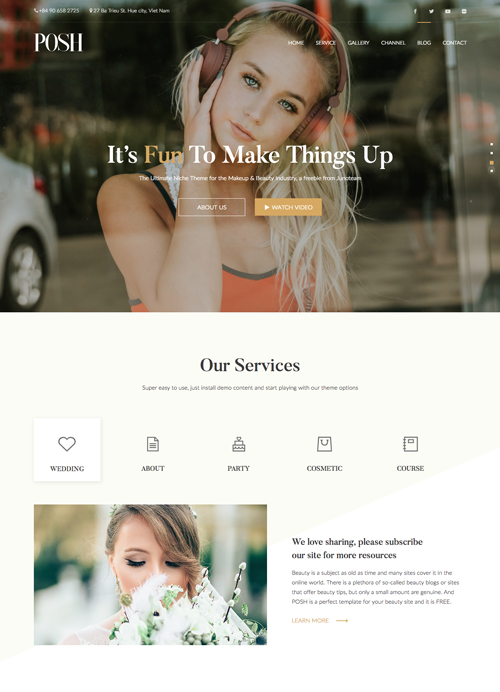 +84 90 658 2725
27 Ba Trieu St. Hue city, Viet Nam
POSH
HOME
SERVICE
GALLERY
CHANNEL
BLOG
CONTACT
It's Fun To Make Things Up
The Ultimate Niche Theme for the Makeup & Beauty Industry, a freebie from Junoteam
ABOUT US
WATCH VIDEO
Our Services
Super easy to use, just install demo content and start playing with our theme options
WEDDING
ABOUT
PARTY
COSMETIC
COURSE
We love sharing, please subscribe
our site for more resources
Beauty is a subject as old as time and many sites cover it in the
online world. There is a plethora of so-called beauty blogs or sites
that offer beauty tips, but only a small amount are genuine. And
POSH is a perfect template for your beauty site and it is FREE.
LEARN MORE